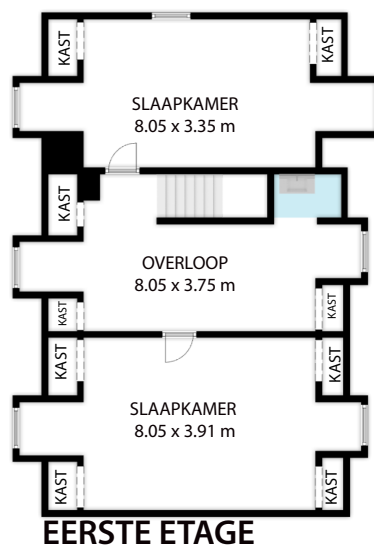 KAST
KAST
SLAAPKAMER
8.05 x 3.35 m
KAST
OVERLOOP
8.05 x 3.75 m
KAST
KAST
KAST
KAST
SLAAPKAMER
8.05 x 3.91 m
KAST
KAST
EERSTE ETAGE